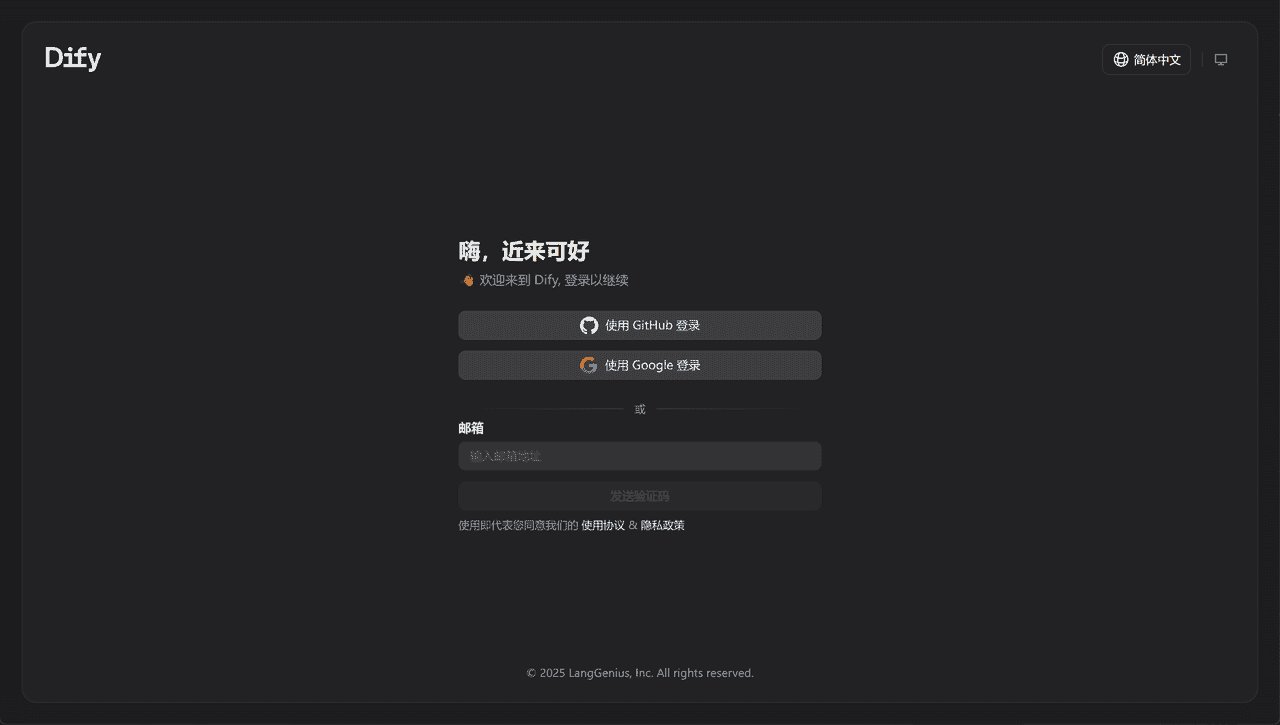 Dify
简体中文
嗨，近来可好
欢迎来到 Dify, 登录以继续
使用 GitHub 登录
使用 Google 登录
或
邮箱
输入邮箱地址
发送验证码
使用即代表您同意我们的 使用协议 & 隐私政策
© 2025 LangGenius, Inc. All rights reserved.